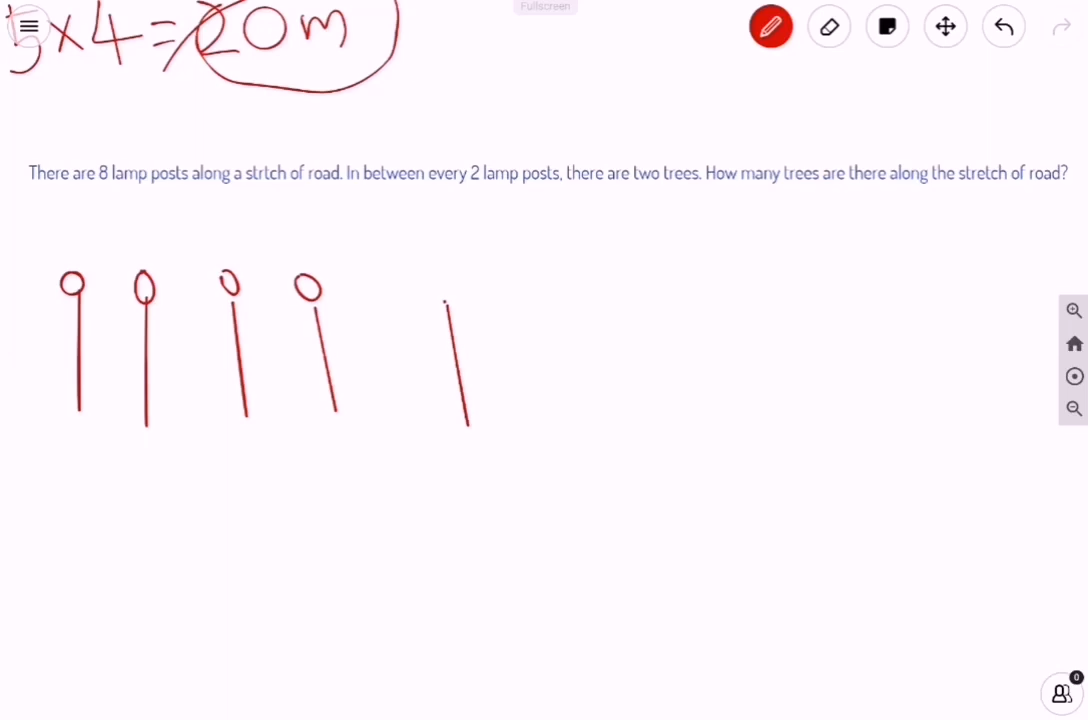 Fullscreen
5x4=20m
There are 8 lamp posts along a strtch of road. In between every 2 lamp posts, there are two trees. How many trees are there along the stretch of road?
0